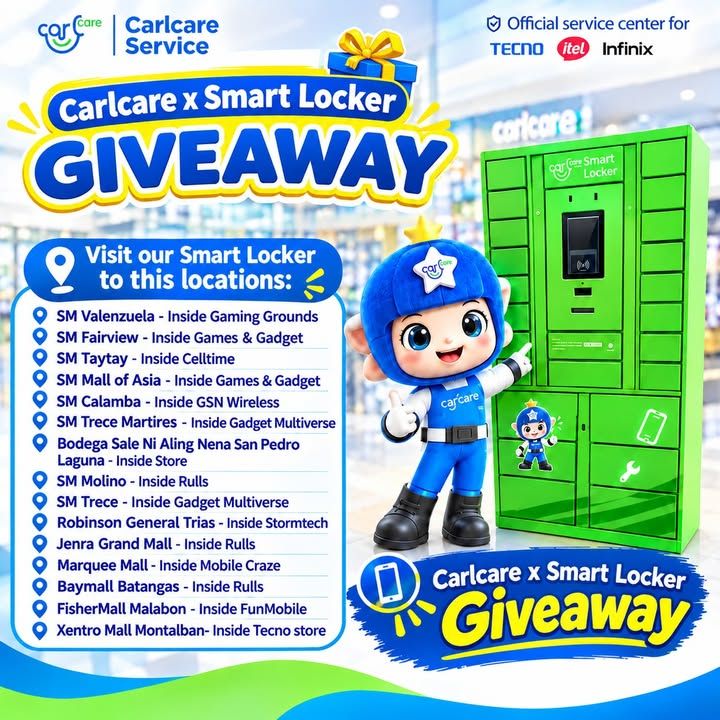 carlcare
Carlcare
Service
Official service center for
TECNO itel Infinix
Carlcare x Smart Locker
GIVEAWAY
Visit our Smart Locker
to this locations:
SM Valenzuela - Inside Gaming Grounds
SM Fairview - Inside Games & Gadget
SM Taytay - Inside Celltime
SM Mall of Asia - Inside Games & Gadget
SM Calamba - Inside GSN Wireless
SM Trece Martires - Inside Gadget Multiverse
Bodega Sale Ni Aling Nena San Pedro
Laguna - Inside Store
SM Molino - Inside Rulls
SM Trece - Inside Gadget Multiverse
Robinson General Trias - Inside Stormtech
Jenra Grand Mall - Inside Rulls
Marquee Mall - Inside Mobile Craze
Baymall Batangas - Inside Rulls
FisherMall Malabon - Inside FunMobile
Xentro Mall Montalban- Inside Tecno store
carlcare
carlcare Smart
Locker
carlcare
carlcare
Carlcare x Smart Locker
Giveaway